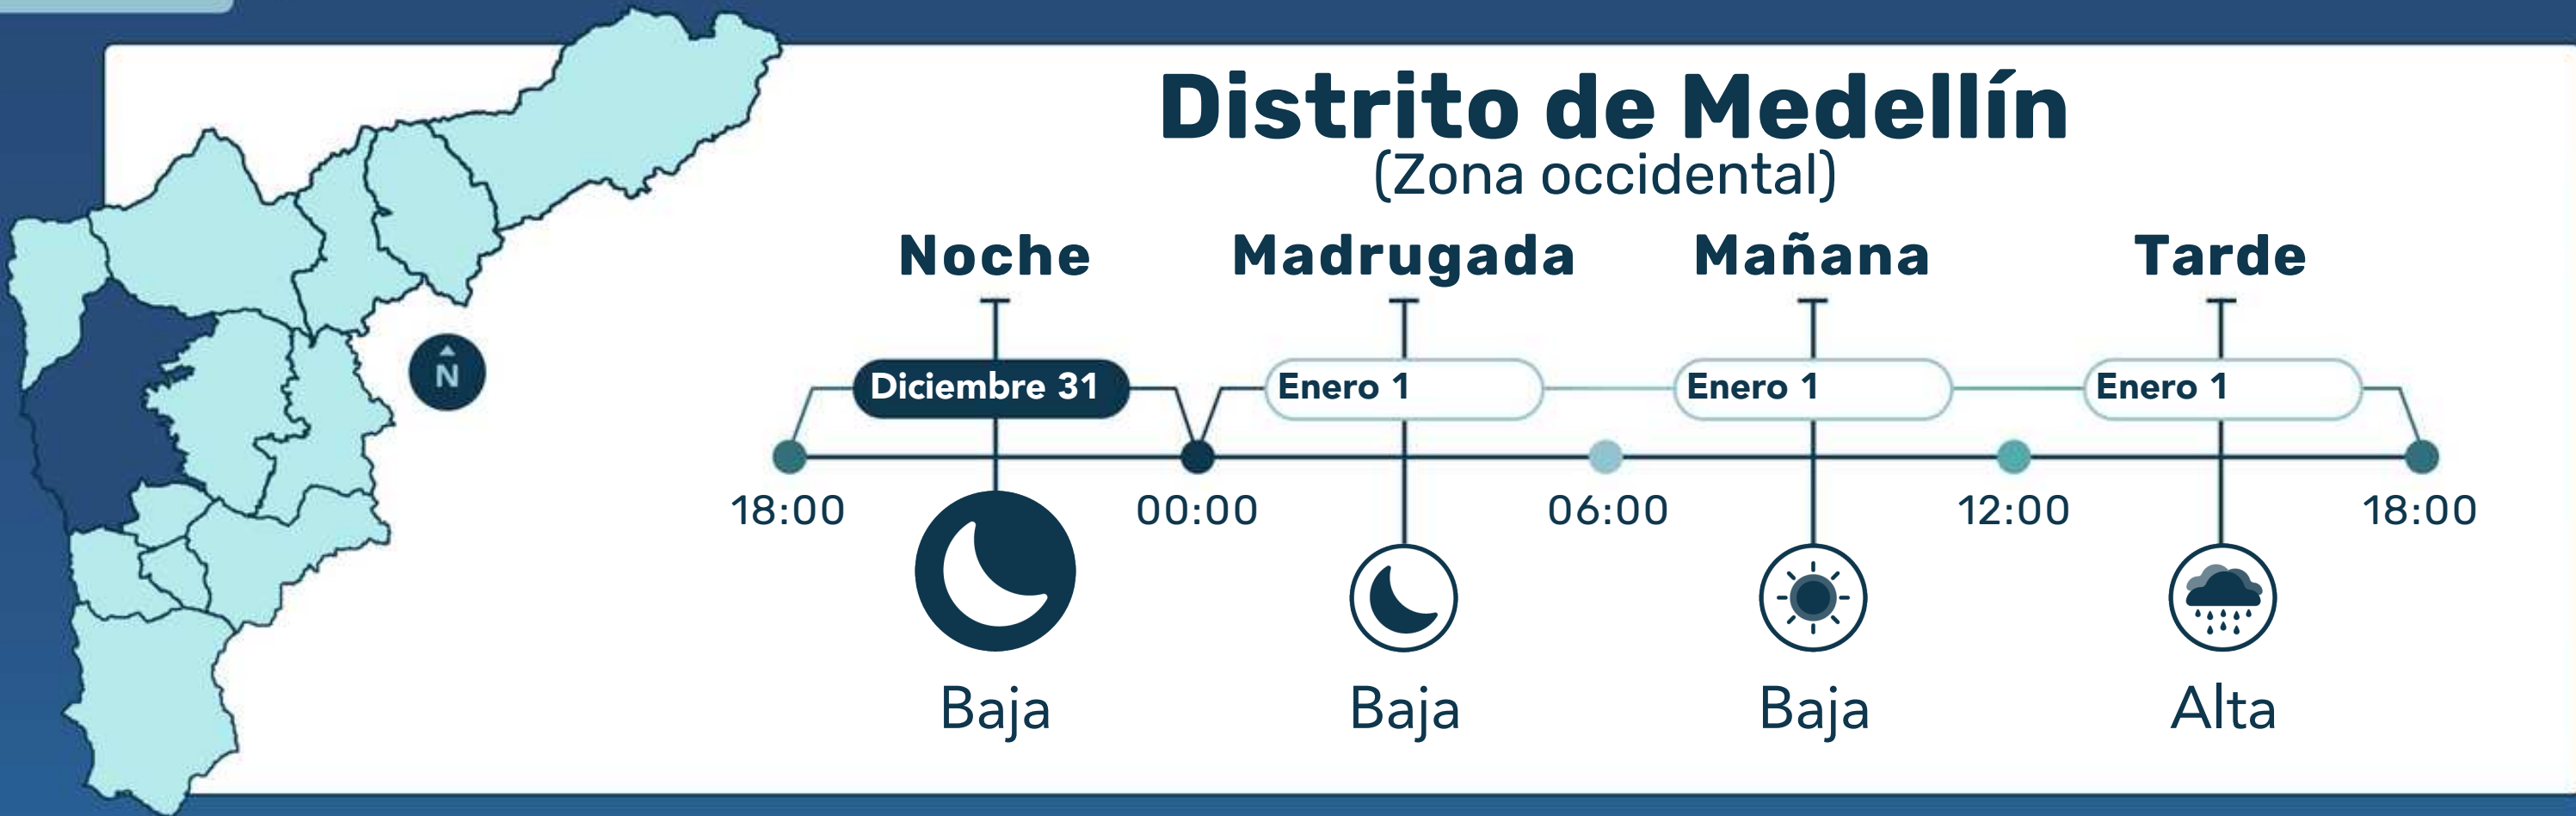 Distrito de Medellín
(Zona occidental)
Noche Madrugada Mañana Tarde
Diciembre 31 Enero 1 Enero 1 Enero 1
N
18:00 00:00 06:00 12:00 18:00
Baja Baja Baja Alta